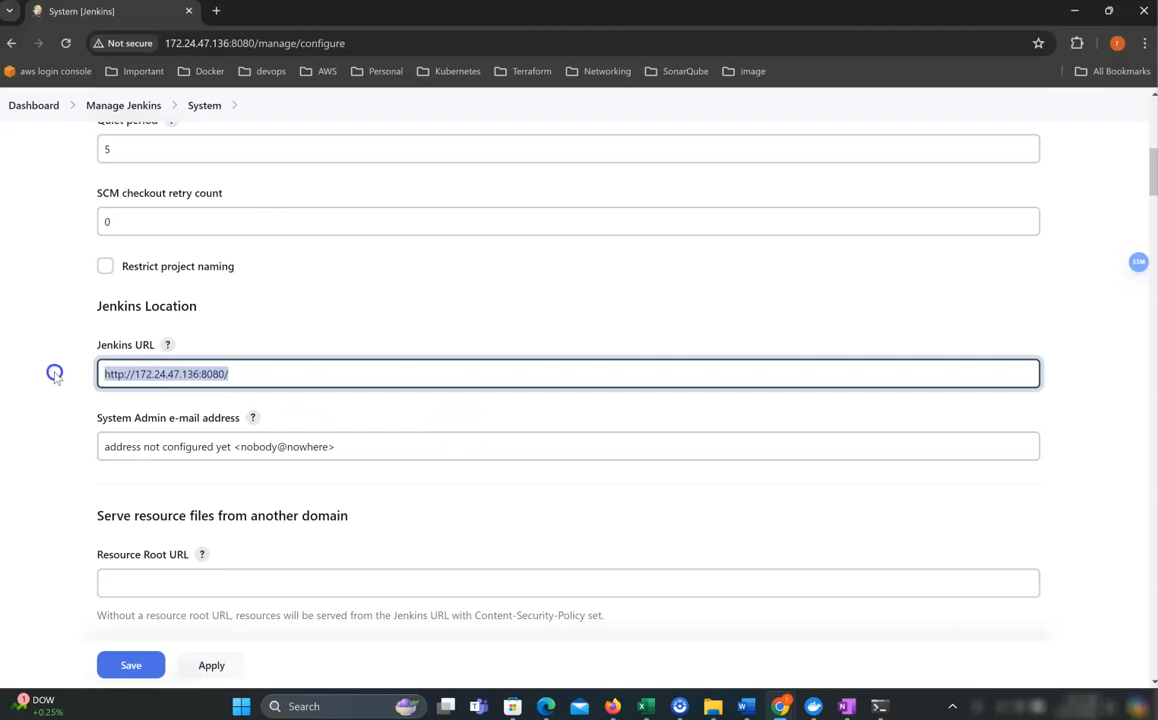 System [Jenkins]
Not secure
172.24.47.136:8080/manage/configure
r
aws login console
Important
Docker
devops
AWS
Personal
Kubernetes
Terraform
Networking
SonarQube
image
All Bookmarks
Dashboard
Manage Jenkins
System
Quiet period ?
5
SCM checkout retry count
0
Restrict project naming
53M
Jenkins Location
Jenkins URL ?
http://172.24.47.136:8080/
System Admin e-mail address ?
address not configured yet <nobody@nowhere>
Serve resource files from another domain
Resource Root URL ?
Without a resource root URL, resources will be served from the Jenkins URL with Content-Security-Policy set.
Save
Apply
1
DOW
+0.25%
Search